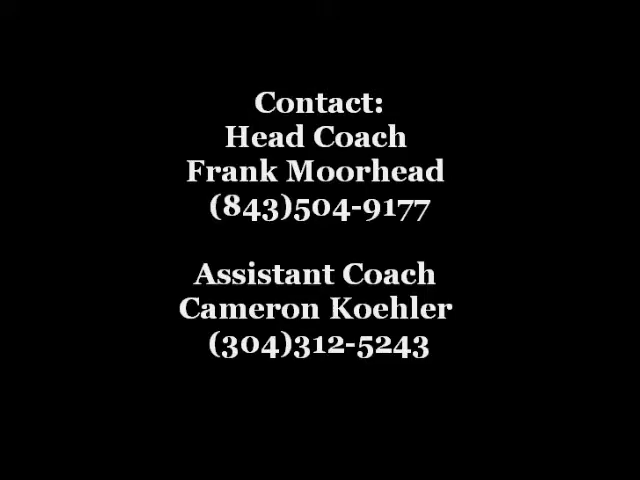 Contact:
Head Coach
Frank Moorhead
(843)504-9177
Assistant Coach
Cameron Koehler
(304)312-5243